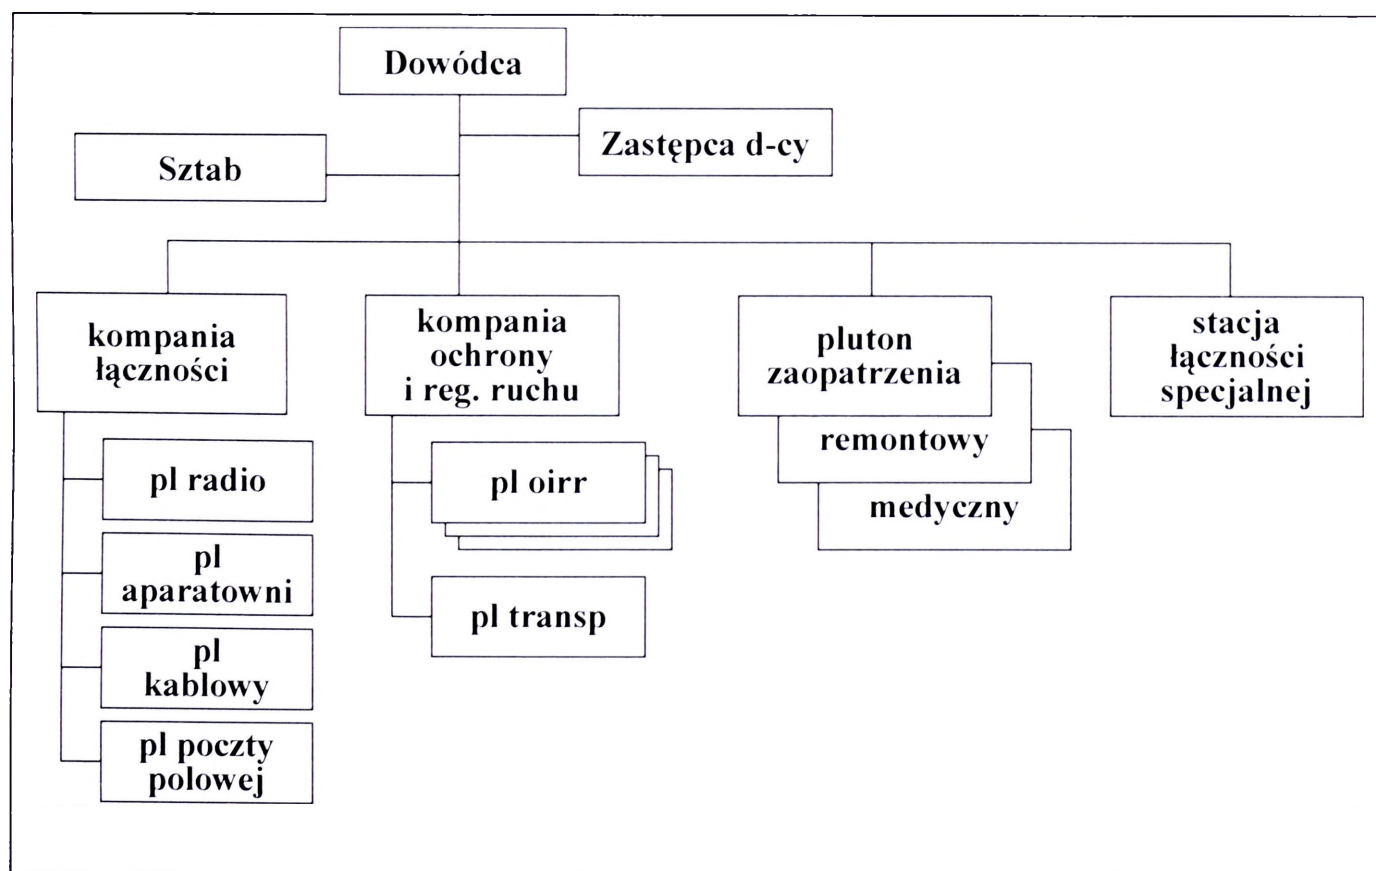 Dowódca
Zastępca d-cy
Sztab
kompania
łączności
kompania
ochrony
i reg. ruchu
pluton
zaopatrzenia
remontowy
medyczny
stacja
łączności
specjalnej
pl radio
pl
aparatowni
pl
kablowy
pl poczty
polowej
pl oirr
pl transp